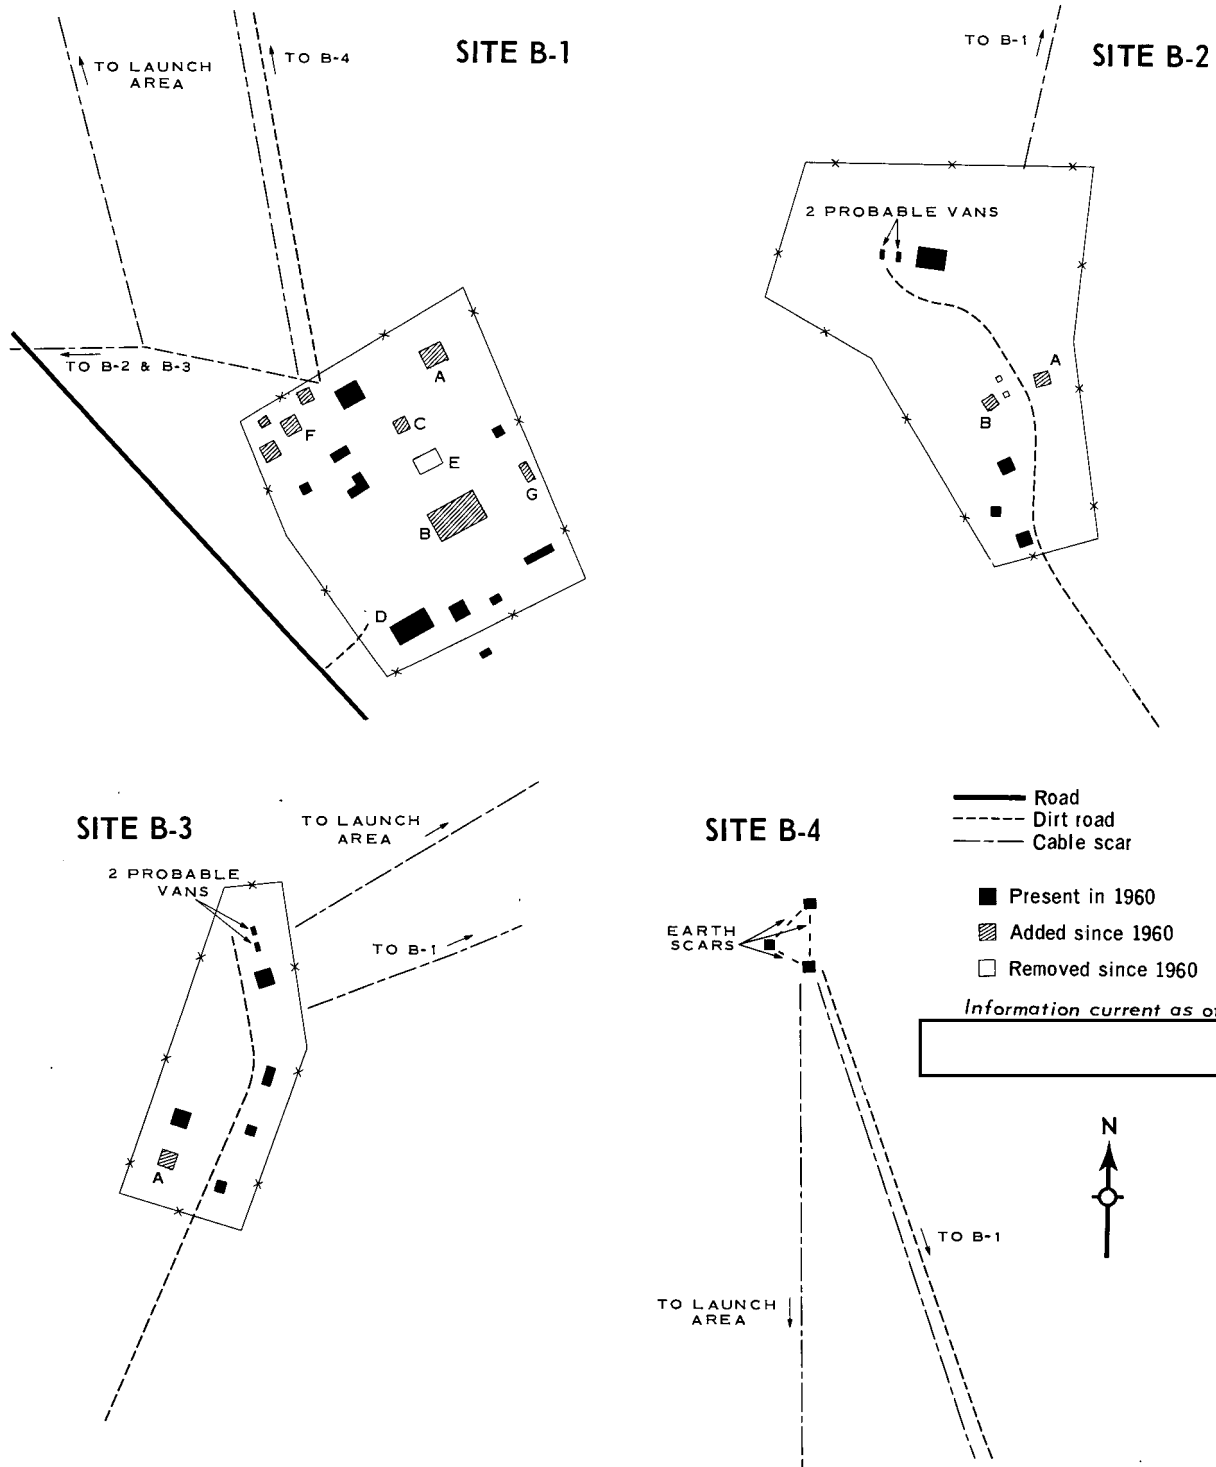 SITE B-1
TO LAUNCH
AREA
TO B-4
TO B-2 & B-3
A
F
C
E
G
B
D
SITE B-2
TO B-1
2 PROBABLE VANS
A
B
SITE B-3
TO LAUNCH
AREA
2 PROBABLE
VANS
TO B-1
A
SITE B-4
EARTH
SCARS
TO B-1
TO LAUNCH
AREA
Road
Dirt road
Cable scar
Present in 1960
Added since 1960
Removed since 1960
Information current as of
N